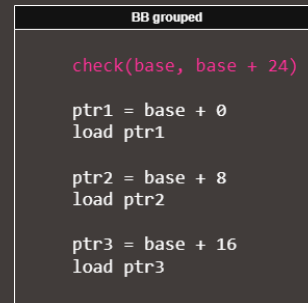 BB grouped
check(base, base + 24)
ptr1 = base + 0
load ptr1
ptr2 = base + 8
load ptr2
ptr3 = base + 16
load ptr3